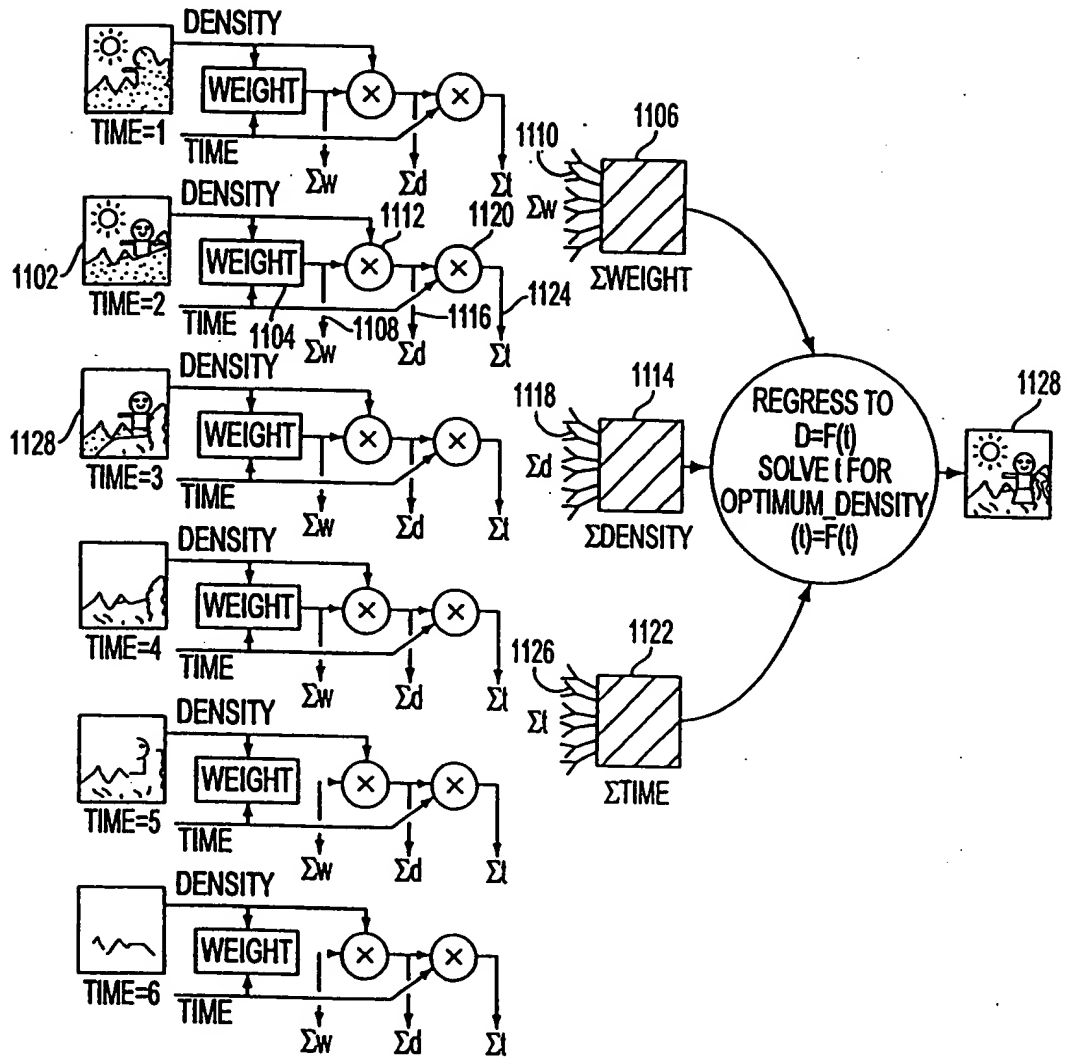 DENSITY
WEIGHT
TIME=1
TIME
Σw Σd Σt
DENSITY
1112 1120
1102
WEIGHT
TIME=2
1124
TIME 1104 1108 1116
Σw Σd Σt
DENSITY
1128
WEIGHT
TIME=3
TIME
Σw Σd Σt
DENSITY
WEIGHT
TIME=4
TIME
Σw Σd Σt
DENSITY
WEIGHT
TIME=5
TIME
Σw Σd Σt
DENSITY
WEIGHT
TIME=6
TIME
Σw Σd Σt
1110 1106
Σw
ΣWEIGHT
1118 1114
Σd
ΣDENSITY
1126 1122
Σt
ΣTIME
REGRESS TO
D=F(t)
SOLVE t FOR
OPTIMUM_DENSITY
(t)=F(t)
1128